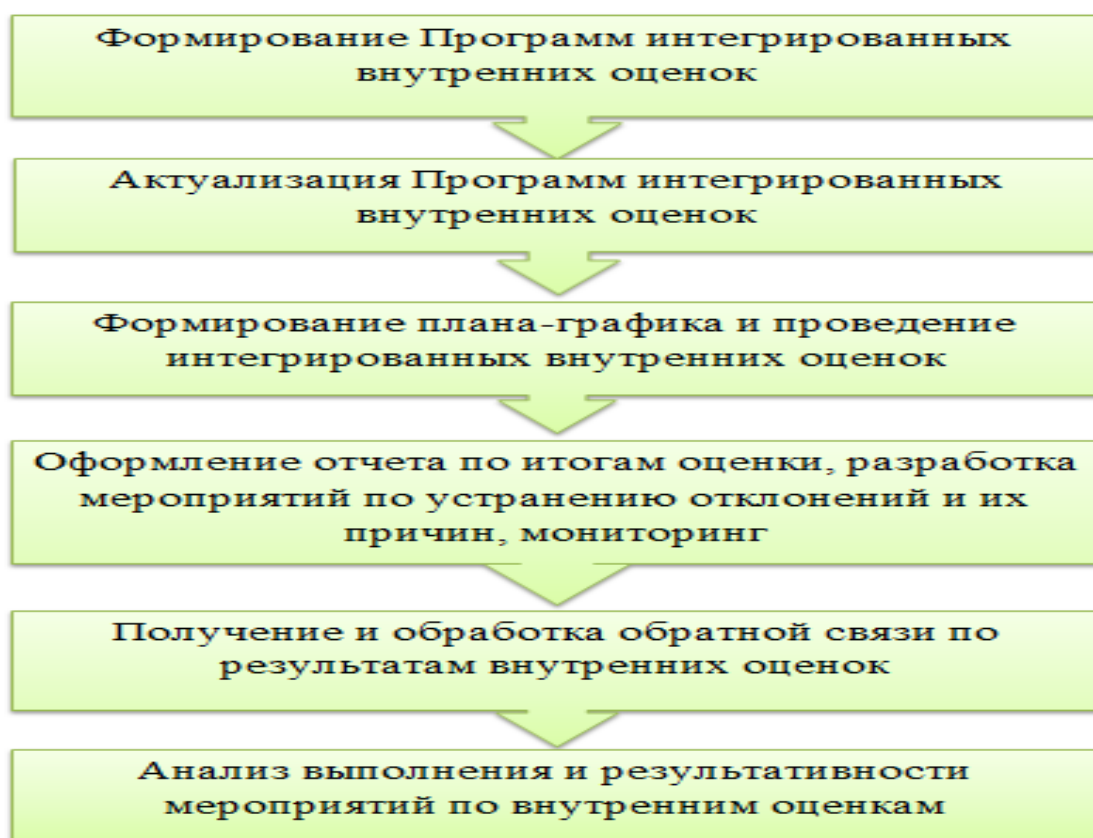 Формирование Программ интегрированных
внутренних оценок
Актуализация Программ интегрированных
внутренних оценок
Формирование плана-графика и проведение
интегрированных внутренних оценок
Оформление отчета по итогам оценки, разработка
мероприятий по устранению отклонений и их
причин, мониторинг
Получение и обработка обратной связи по
результатам внутренних оценок
Анализ выполнения и результативности
мероприятий по внутренним оценкам